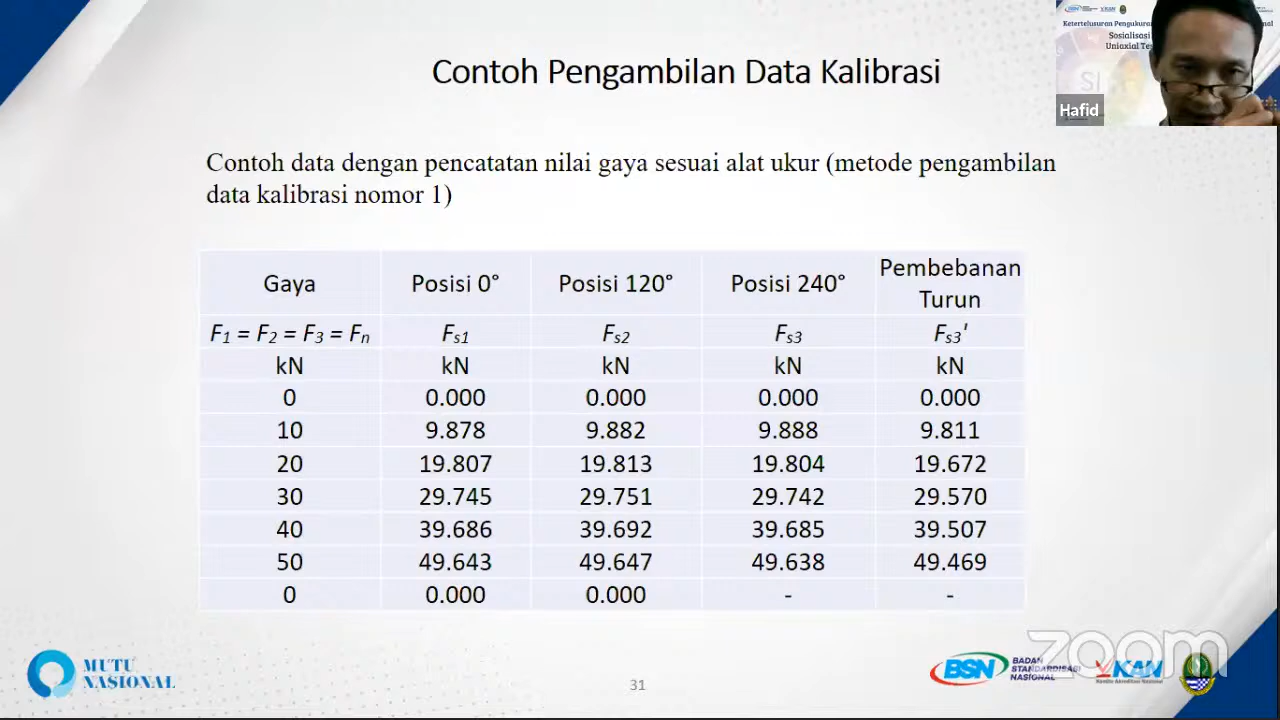 Ketertelusuran Pengukuran
Sosialisasi
Uniaxial Tes
SI
Hafid
Contoh Pengambilan Data Kalibrasi
Contoh data dengan pencatatan nilai gaya sesuai alat ukur (metode pengambilan
data kalibrasi nomor 1)
Gaya Posisi 0° Posisi 120° Posisi 240° Pembebanan Turun
F1 = F2 = F3 = Fn Fs1 Fs2 Fs3 Fs3'
kN kN kN kN kN
0 0.000 0.000 0.000 0.000
10 9.878 9.882 9.888 9.811
20 19.807 19.813 19.804 19.672
30 29.745 29.751 29.742 29.570
40 39.686 39.692 39.685 39.507
50 49.643 49.647 49.638 49.469
0 0.000 0.000 - -
zoom
MUTU
NASIONAL
31
BSN BADAN
STANDARDISASI
NASIONAL
KAN
Komite Akreditasi Nasional